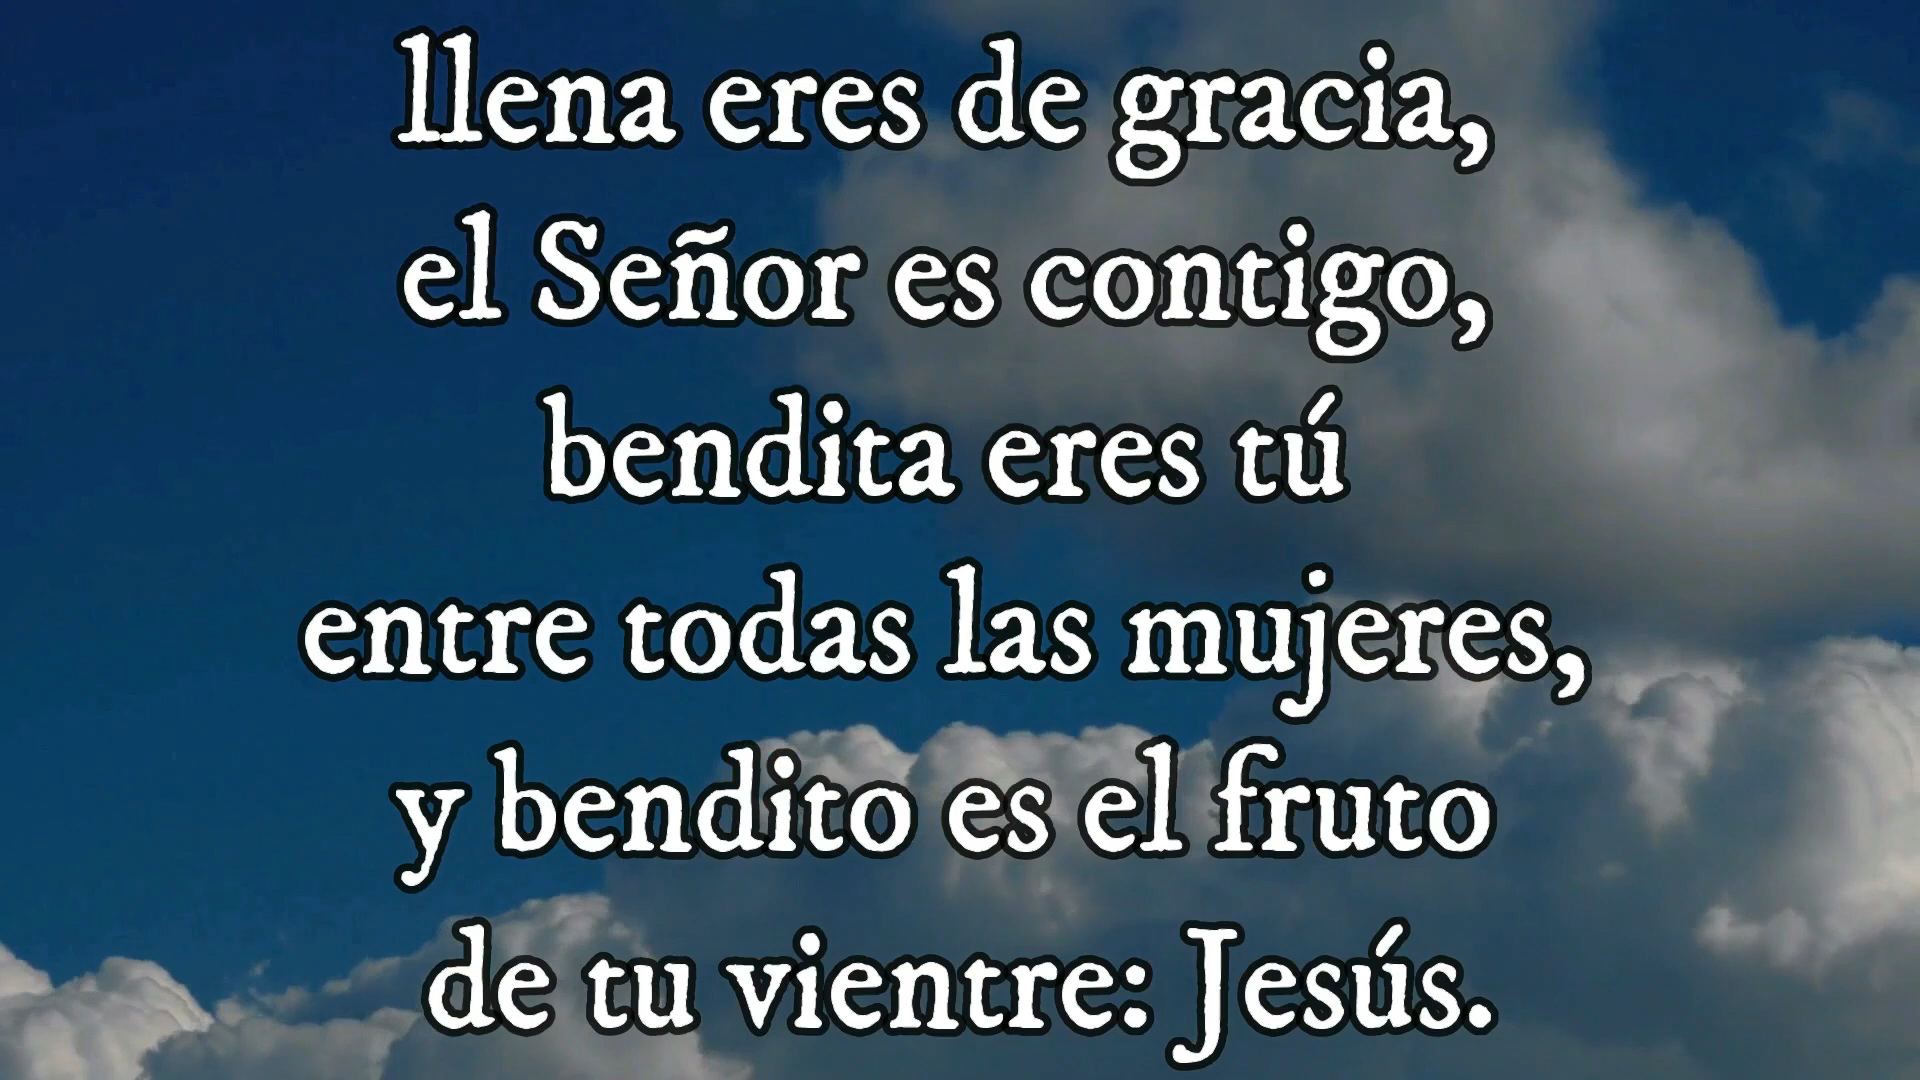 llena eres de gracia,
el Señor es contigo,
bendita eres tú
entre todas las mujeres,
y bendito es el fruto
de tu vientre: Jesús.